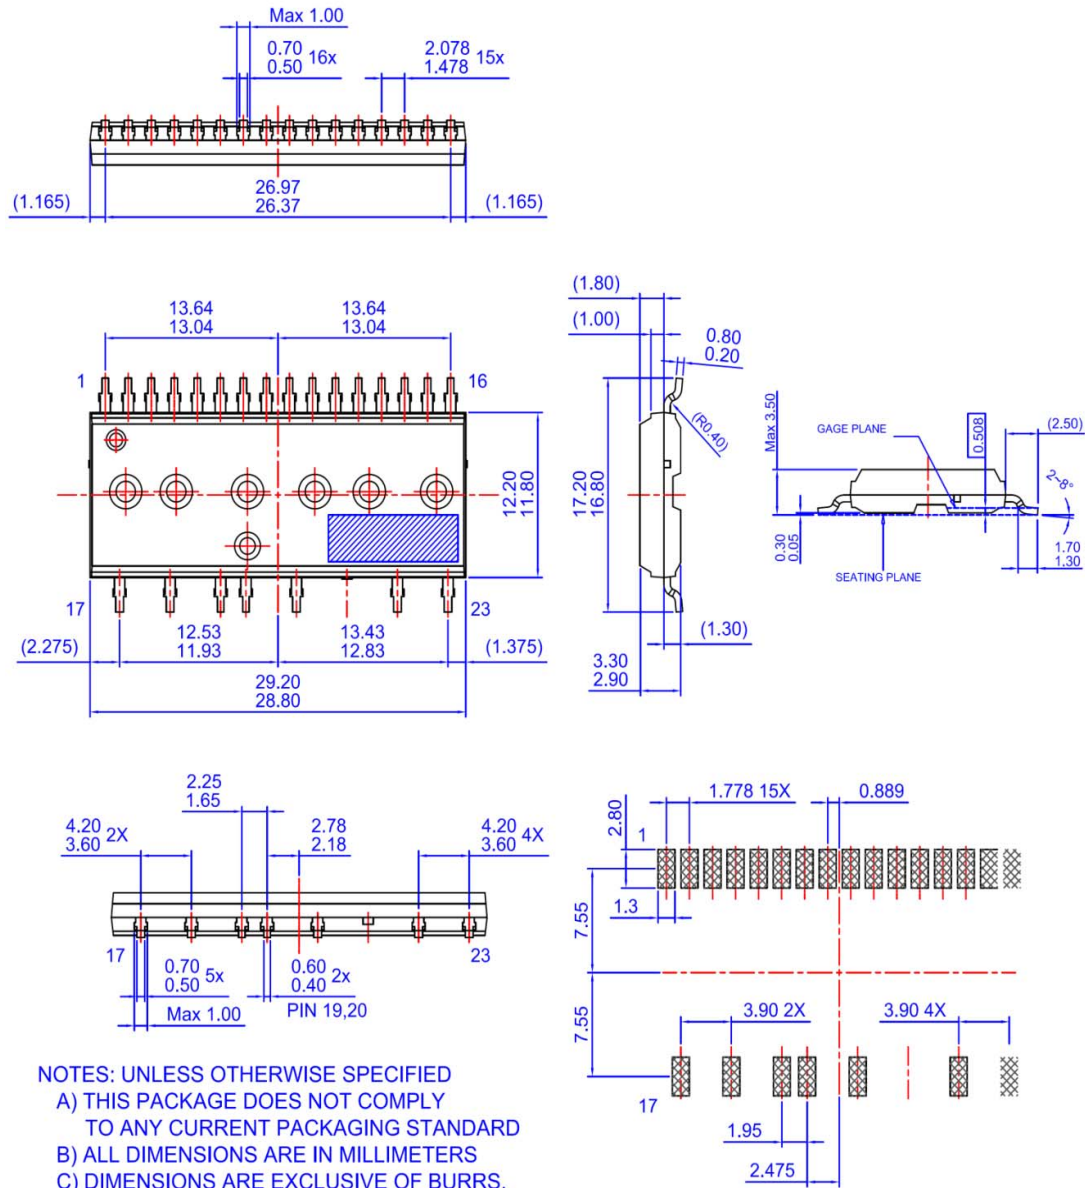 Max 1.00
0.70
0.50 16x
2.078
1.478 15x
26.97
26.37
(1.165)
(1.165)
13.64
13.04
13.64
13.04
1
16
12.20
11.80
17
23
12.53
11.93
13.43
12.83
(2.275)
(1.375)
29.20
28.80
(1.80)
(1.00)
0.80
0.20
(R0.40)
17.20
16.80
(1.30)
3.30
2.90
Max 3.50
GAGE PLANE
0.508
(2.50)
2~8°
0.30
0.05
SEATING PLANE
1.70
1.30
2.25
1.65
4.20
3.60 2X
2.78
2.18
4.20
3.60 4X
17
23
0.70
0.50 5x
0.60
0.40 2x
Max 1.00
PIN 19,20
1.778 15X
0.889
2.80
1
1.3
7.55
7.55
3.90 2X
3.90 4X
17
1.95
2.475
NOTES: UNLESS OTHERWISE SPECIFIED
A) THIS PACKAGE DOES NOT COMPLY
TO ANY CURRENT PACKAGING STANDARD
B) ALL DIMENSIONS ARE IN MILLIMETERS
C) DIMENSIONS ARE EXCLUSIVE OF BURRS,